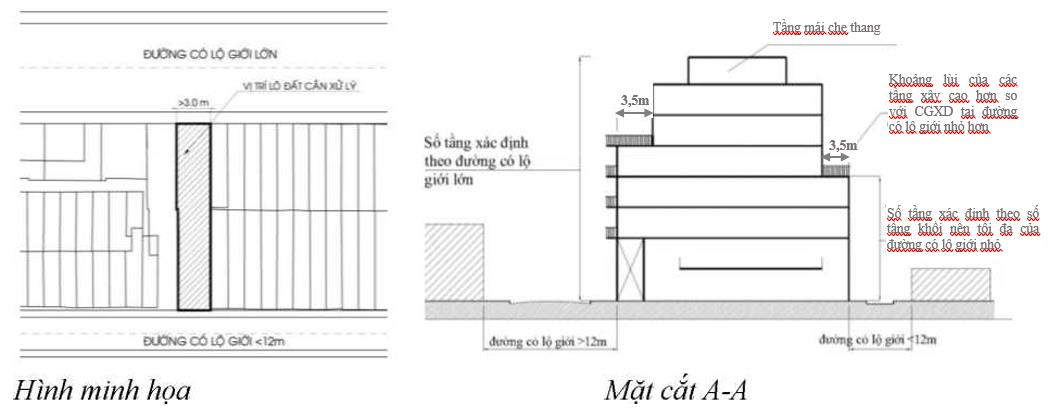 ĐƯỜNG CÓ LỘ GIỚI LỚN
VỊ TRÍ LÔ ĐẤT CẦN XỬ LÝ
>3.0 m
ĐƯỜNG CÓ LỘ GIỚI <12m
Hình minh họa
Tầng mái che thang
3,5m
Khoảng lùi của các
tầng xây cao hơn so
với CGXD tại đường
có lộ giới nhỏ hơn
3,5m
Số tầng xác định
theo đường có lộ
giới lớn
Số tầng xác định theo số
tầng khối nền tối đa của
đường có lộ giới nhỏ
đường có lộ giới >12m
đường có lộ giới <12m
Mặt cắt A-A